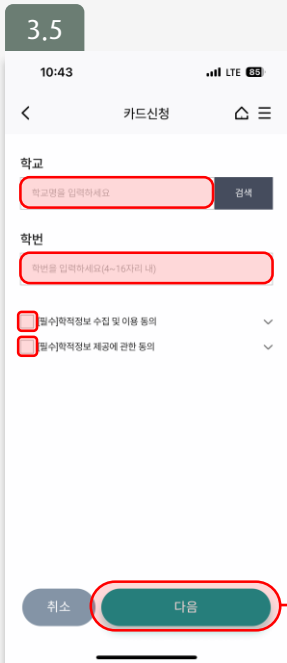 3.5
10:43
LTE 85
카드신청
학교
학교명을 입력하세요
검색
학번
학번을 입력하세요(4~16자리 내)
[필수]학적정보 수집 및 이용 동의
[필수]학적정보 제공에 관한 동의
취소
다음